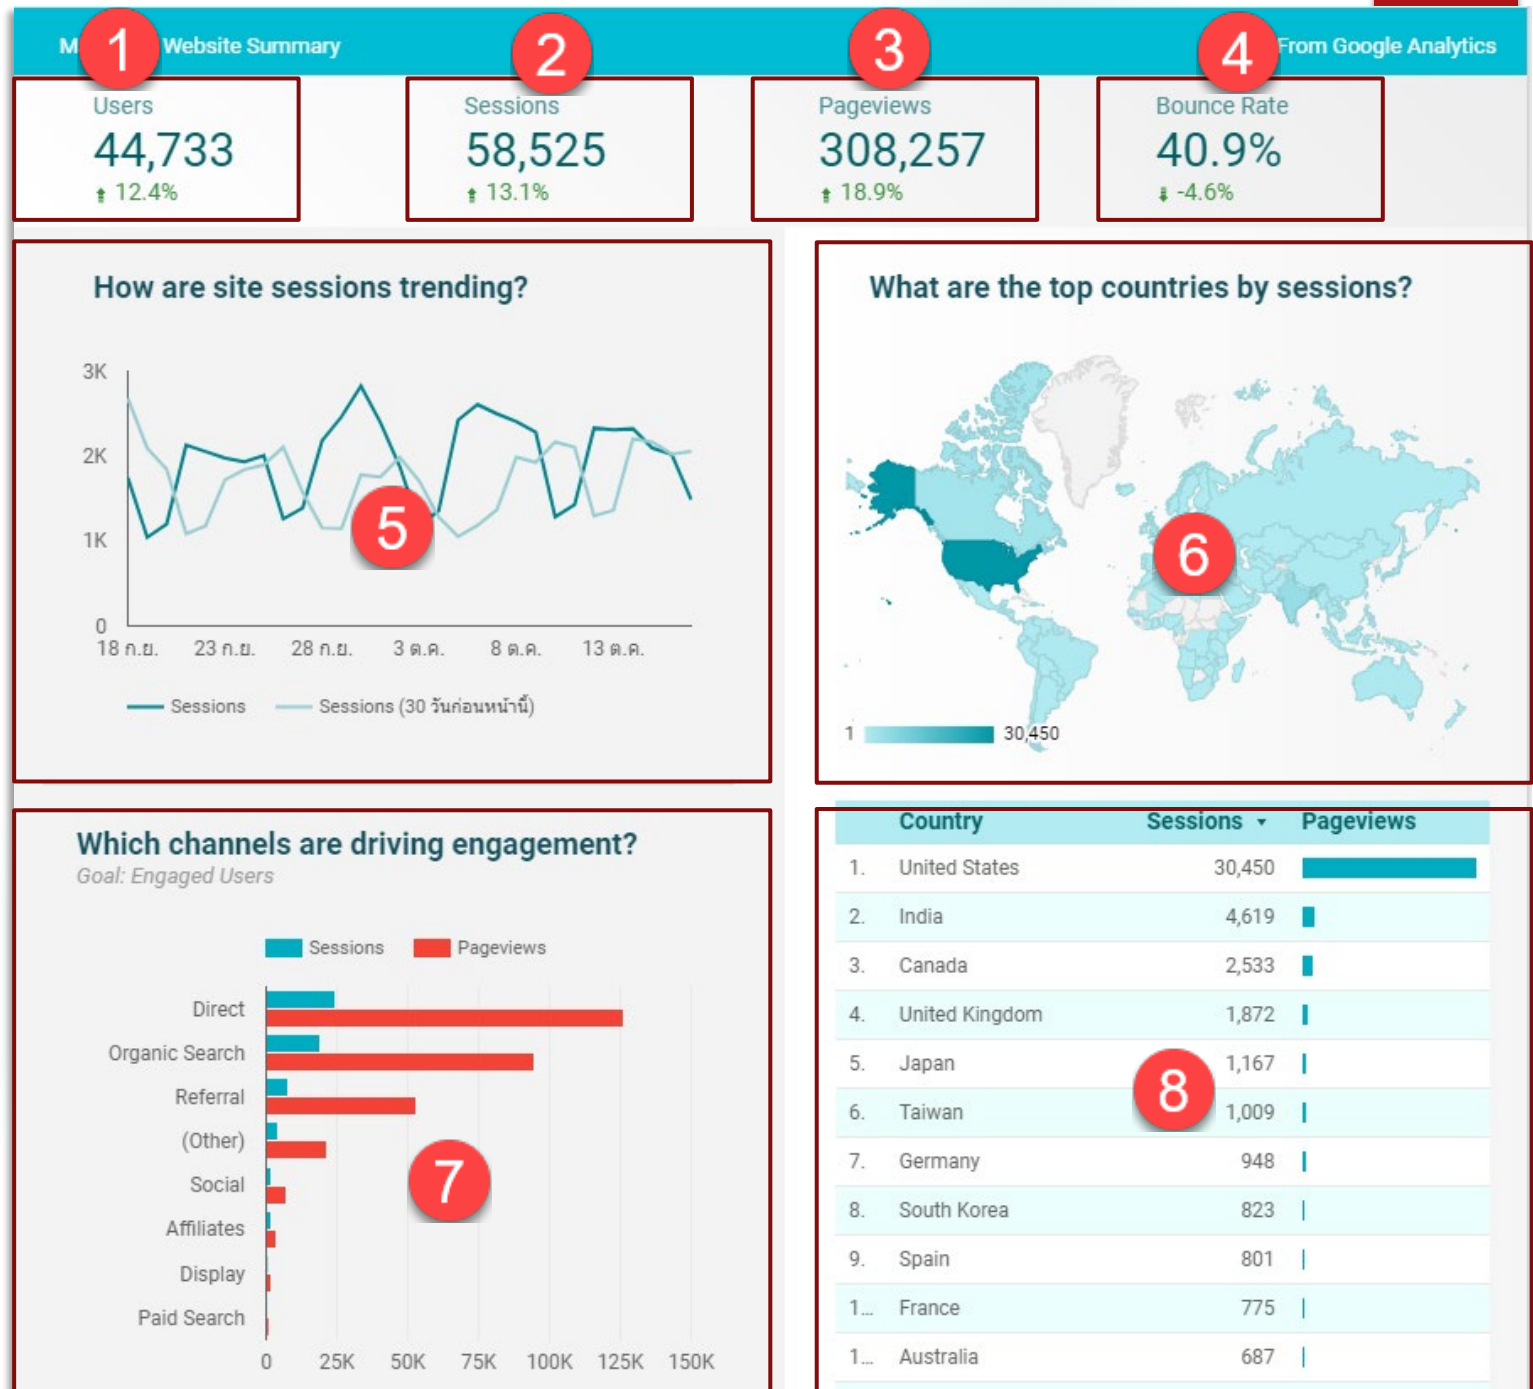 1
2
3
4
M Website Summary
From Google Analytics
Users
44,733
12.4%
Sessions
58,525
13.1%
Pageviews
308,257
18.9%
Bounce Rate
40.9%
-4.6%
How are site sessions trending?
3K
2K
1K
0
18 ก.ย. 23 ก.ย. 28 ก.ย. 3 ต.ค. 8 ต.ค. 13 ต.ค.
Sessions Sessions (30 วันก่อนหน้านี้)
5
What are the top countries by sessions?
6
1 30,450
Which channels are driving engagement?
Goal: Engaged Users
Sessions Pageviews
Direct
Organic Search
Referral
(Other)
Social
Affiliates
Display
Paid Search
0 25K 50K 75K 100K 125K 150K
7
Country Sessions Pageviews
1. United States 30,450
2. India 4,619
3. Canada 2,533
4. United Kingdom 1,872
5. Japan 1,167
6. Taiwan 1,009
7. Germany 948
8. South Korea 823
9. Spain 801
1... France 775
1... Australia 687
8